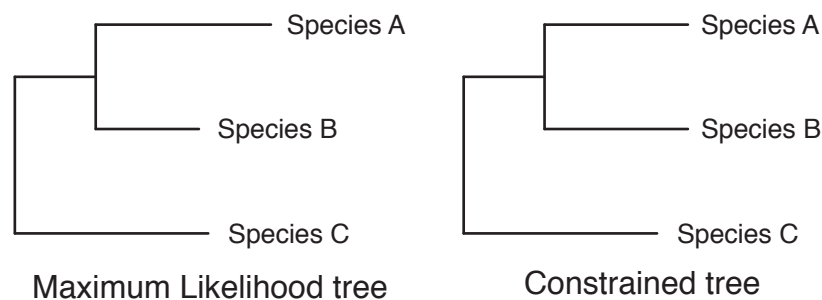 Species A
Species B
Species C
Maximum Likelihood tree
Species A
Species B
Species C
Constrained tree